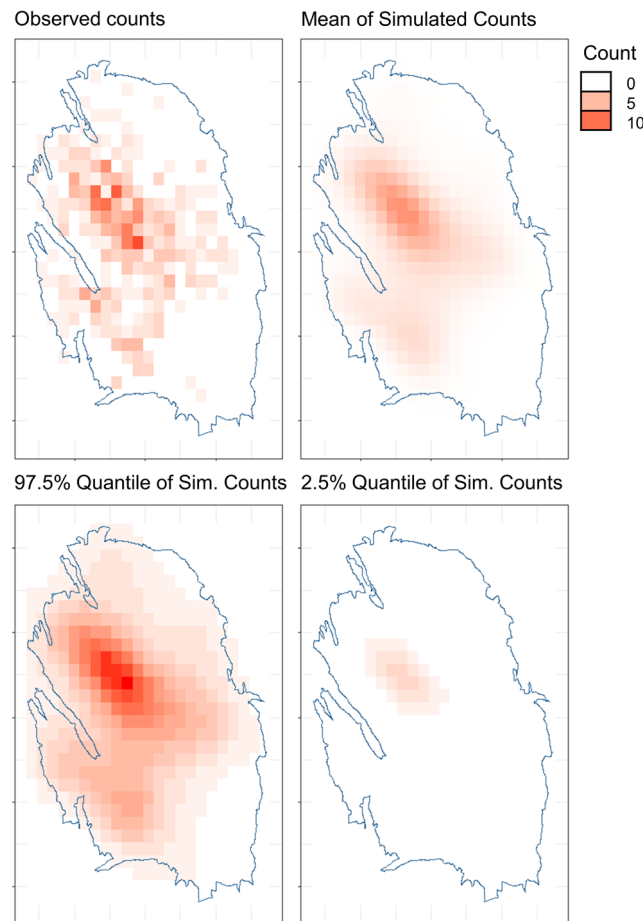 Observed counts
Mean of Simulated Counts
Count
0
5
10
97.5% Quantile of Sim. Counts
2.5% Quantile of Sim. Counts